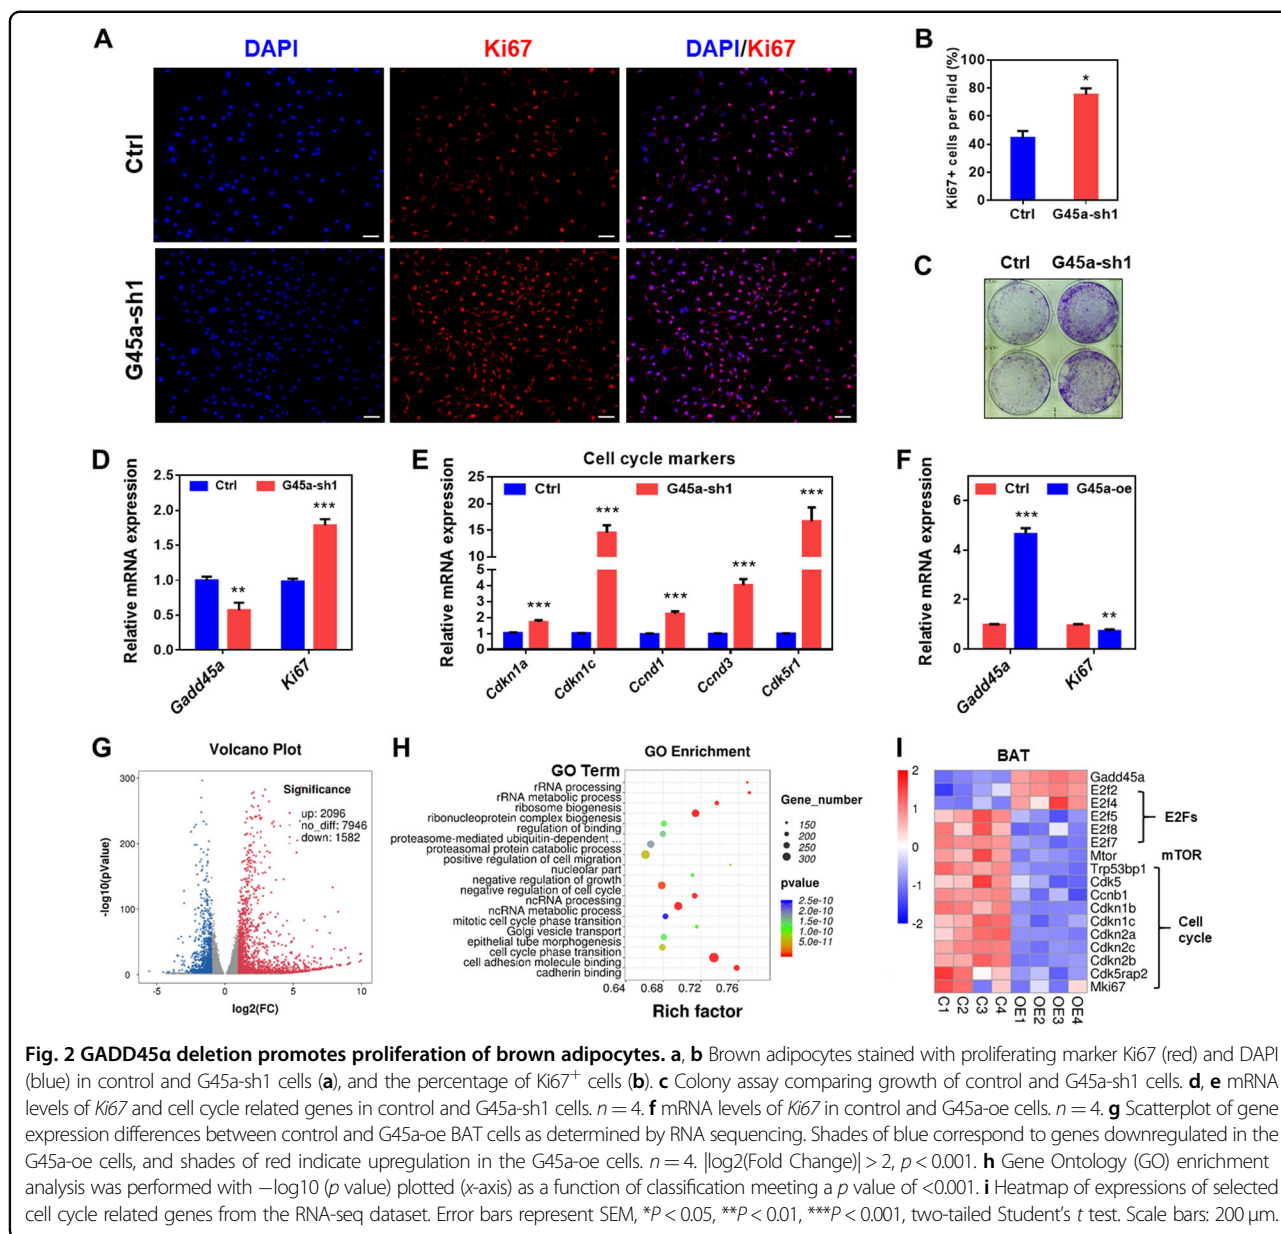 A
DAPI
Ki67
DAPI/Ki67
Ctrl
G45a-sh1
B
Ki67+ cells per field (%)
100
80
60
40
20
0
Ctrl
G45a-sh1
*
C
Ctrl G45a-sh1
D
Relative mRNA expression
2.5
2.0
1.5
1.0
0.5
0.0
Ctrl
G45a-sh1
**
***
Gadd45a
Ki67
E
Cell cycle markers
Relative mRNA expression
25
20
15
10
5
4
3
2
1
0
Ctrl
G45a-sh1
***
***
***
***
***
Cdkn1a
Cdkn1c
Ccnd1
Ccnd3
Cdk5r1
F
Relative mRNA expression
6
4
2
0
Ctrl
G45a-oe
***
**
Gadd45a
Ki67
G
Volcano Plot
Significance
up: 2096
no_diff: 7946
down: 1582
-log10(pValue)
300
200
100
0
-5
0
5
10
log2(FC)
H
GO Enrichment
GO Term
rRNA processing
rRNA metabolic process
ribosome biogenesis
ribonucleoprotein complex biogenesis
regulation of binding
proteasome-mediated ubiquitin-dependent ...
proteasomal protein catabolic process
positive regulation of cell migration
nucleolar part
negative regulation of growth
negative regulation of cell cycle
ncRNA processing
ncRNA metabolic process
mitotic cell cycle phase transition
Golgi vesicle transport
epithelial tube morphogenesis
cell cycle phase transition
cell adhesion molecule binding
cadherin binding
0.64
0.68
0.72
0.76
Rich factor
Gene_number
150
200
250
300
pvalue
2.5e-10
2.0e-10
1.5e-10
1.0e-10
5.0e-11
I
BAT
2
1
0
-1
-2
Gadd45a
E2f2
E2f4
E2f5
E2f8
E2f7
Mtor
Trp53bp1
Cdk5
Ccnb1
Cdkn1b
Cdkn1c
Cdkn2a
Cdkn2c
Cdkn2b
Cdk5rap2
Mki67
E2Fs
mTOR
Cell
cycle
C1
C2
C3
C4
OE1
OE2
OE3
OE4
Fig. 2 GADD45α deletion promotes proliferation of brown adipocytes. a, b Brown adipocytes stained with proliferating marker Ki67 (red) and DAPI
(blue) in control and G45a-sh1 cells (a), and the percentage of Ki67+ cells (b). c Colony assay comparing growth of control and G45a-sh1 cells. d, e mRNA
levels of Ki67 and cell cycle related genes in control and G45a-sh1 cells. n = 4. f mRNA levels of Ki67 in control and G45a-oe cells. n = 4. g Scatterplot of gene
expression differences between control and G45a-oe BAT cells as determined by RNA sequencing. Shades of blue correspond to genes downregulated in the
G45a-oe cells, and shades of red indicate upregulation in the G45a-oe cells. n = 4. |log2(Fold Change)| > 2, p < 0.001. h Gene Ontology (GO) enrichment
analysis was performed with −log10 (p value) plotted (x-axis) as a function of classification meeting a p value of <0.001. i Heatmap of expressions of selected
cell cycle related genes from the RNA-seq dataset. Error bars represent SEM, *P < 0.05, **P < 0.01, ***P < 0.001, two-tailed Student's t test. Scale bars: 200 μm.